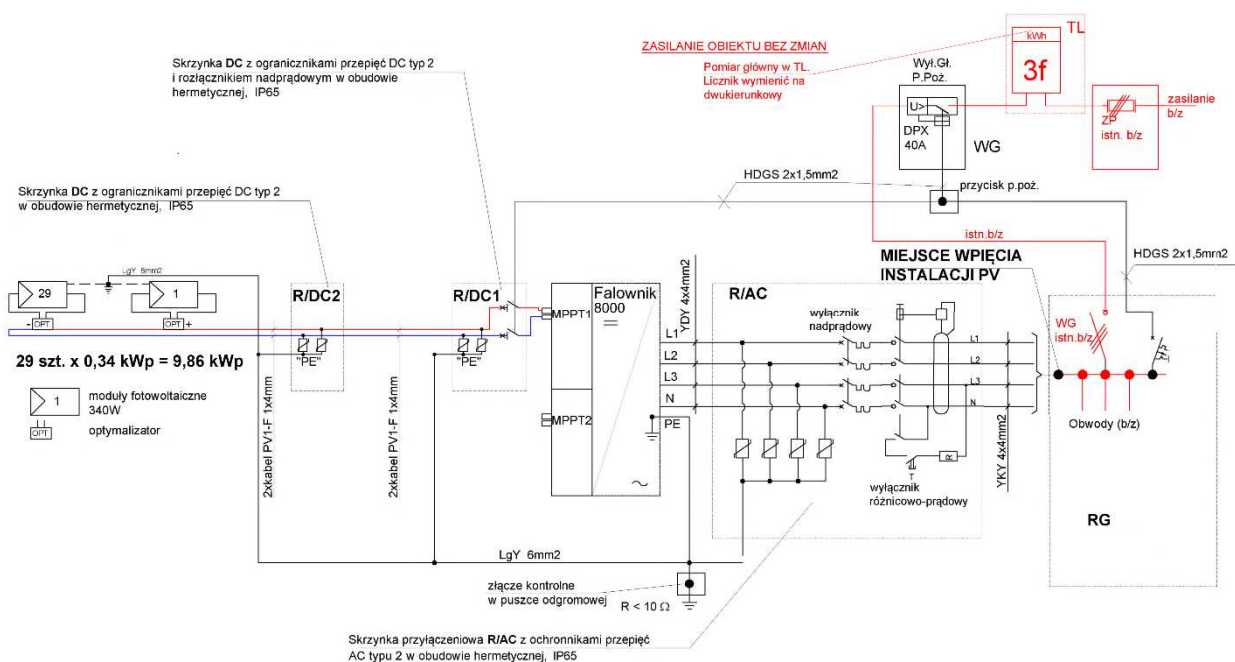 Skrzynka DC z ogranicznikami przepięć DC typ 2
i rozłącznikiem nadprądowym w obudowie
hermetycznej, IP65
ZASILANIE OBIEKTU BEZ ZMIAN
Pomiar główny w TL.
Licznik wymienić na
dwukierunkowy
kWh
3f
TL
Wył.Gł.
P.Poż.
U>
DPX
40A
WG
ZP
istn. b/z
zasilanie
b/z
Skrzynka DC z ogranicznikami przepięć DC typ 2
w obudowie hermetycznej, IP65
HDGS 2x1,5mm2
przycisk p.poż.
istn.b/z
HDGS 2x1,5mm2
MIEJSCE WPIĘCIA
INSTALACJI PV
LgY 6mm2
29
1
OPT
OPT
-
+
R/DC2
"PE"
R/DC1
"PE"
29 szt. x 0,34 kWp = 9,86 kWp
1
moduły fotowoltaiczne
340W
OPT
optymalizator
2xkabel PV1-F 1x4mm
2xkabel PV1-F 1x4mm
MPPT1
MPPT2
Falownik
8000
L1
L2
L3
N
PE
YDY 4x4mm2
R/AC
wyłącznik
nadprądowy
L1
L2
L3
N
R
T
wyłącznik
różnicowo-prądowy
YKY 4x4mm2
WG
istn.b/z
Obwody (b/z)
RG
LgY 6mm2
złącze kontrolne
w puszce odgromowej
R < 10 Ω
Skrzynka przyłączeniowa R/AC z ochronnikami przepięć
AC typu 2 w obudowie hermetycznej, IP65